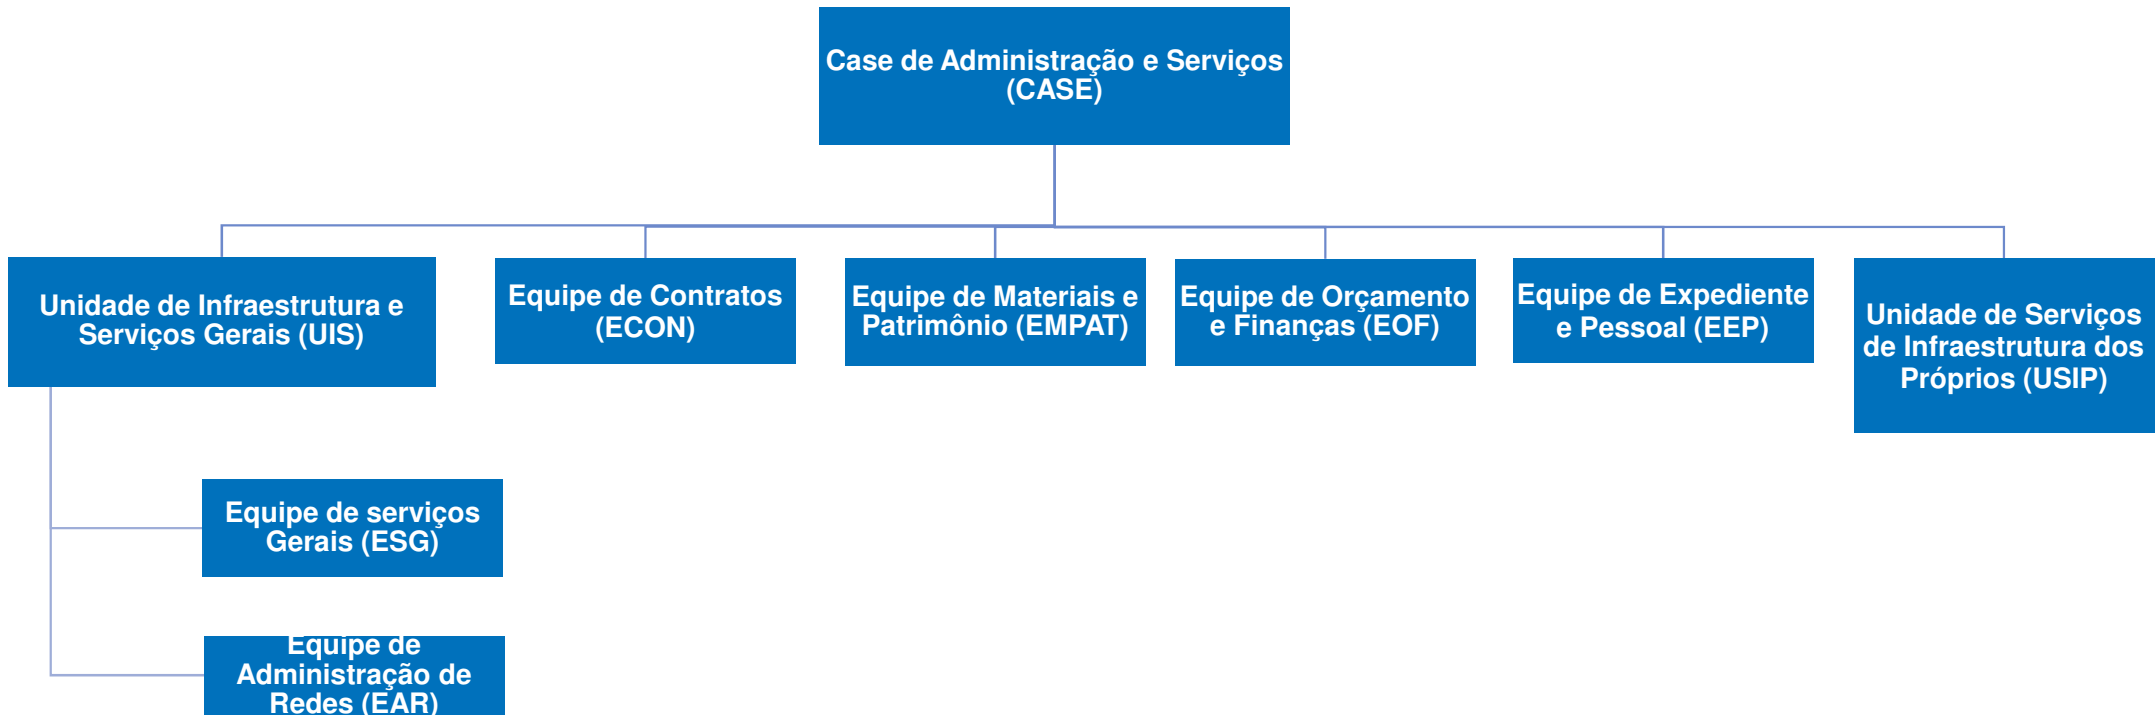 Case de Administração e Serviços
(CASE)
Unidade de Infraestrutura e
Serviços Gerais (UIS)
Equipe de Contratos
(ECON)
Equipe de Materiais e
Patrimônio (EMPAT)
Equipe de Orçamento
e Finanças (EOF)
Equipe de Expediente
e Pessoal (EEP)
Unidade de Serviços
de Infraestrutura dos
Próprios (USIP)
Equipe de serviços
Gerais (ESG)
Equipe de
Administração de
Redes (EAR)